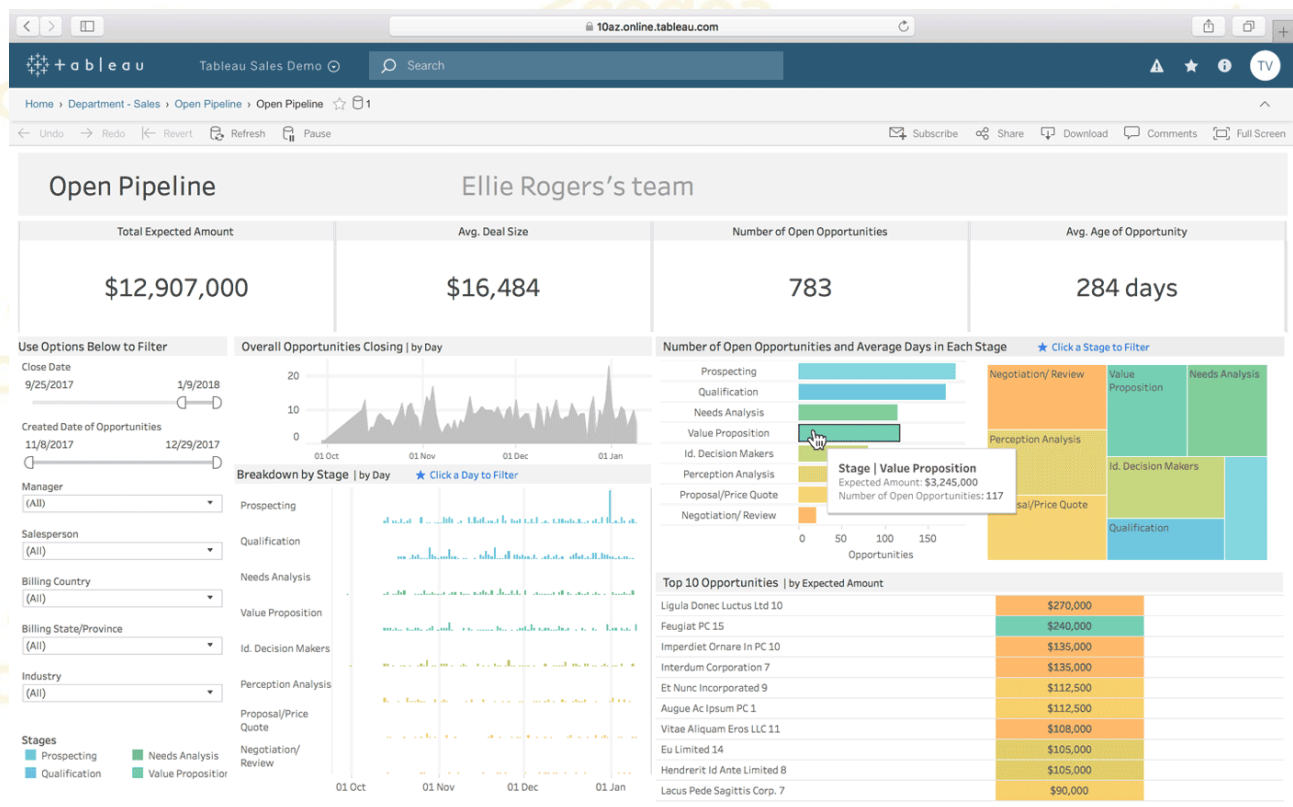 10az.online.tableau.com
+ableau
Tableau Sales Demo
Search
TV
Home › Department - Sales › Open Pipeline › Open Pipeline 1
Undo Redo Revert Refresh Pause Subscribe Share Download Comments Full Screen
Open Pipeline
Ellie Rogers's team
Total Expected Amount
$12,907,000
Avg. Deal Size
$16,484
Number of Open Opportunities
783
Avg. Age of Opportunity
284 days
Use Options Below to Filter
Close Date
9/25/2017 1/9/2018
Created Date of Opportunities
11/8/2017 12/29/2017
Manager
(All)
Salesperson
(All)
Billing Country
(All)
Billing State/Province
(All)
Industry
(All)
Stages
Prospecting Needs Analysis
Qualification Value Proposition
Overall Opportunities Closing | by Day
20
10
0
01 Oct 01 Nov 01 Dec 01 Jan
Breakdown by Stage | by Day Click a Day to Filter
Prospecting
Qualification
Needs Analysis
Value Proposition
Id. Decision Makers
Perception Analysis
Proposal/Price
Quote
Negotiation/
Review
01 Oct 01 Nov 01 Dec 01 Jan
Number of Open Opportunities and Average Days in Each Stage Click a Stage to Filter
Prospecting
Qualification
Needs Analysis
Value Proposition
Id. Decision Makers
Perception Analysis
Proposal/Price Quote
Negotiation/ Review
0 50 100 150
Opportunities
Stage | Value Proposition
Expected Amount: $3,245,000
Number of Open Opportunities: 117
Negotiation/ Review
Value
Proposition
Needs Analysis
Perception Analysis
Id. Decision Makers
sal/Price Quote
Qualification
Top 10 Opportunities | by Expected Amount
Ligula Donec Luctus Ltd 10 $270,000
Feugiat PC 15 $240,000
Imperdiet Ornare In PC 10 $135,000
Interdum Corporation 7 $135,000
Et Nunc Incorporated 9 $112,500
Augue Ac Ipsum PC 1 $112,500
Vitae Aliquam Eros LLC 11 $108,000
Eu Limited 14 $105,000
Hendrerit Id Ante Limited 8 $105,000
Lacus Pede Sagittis Corp. 7 $90,000